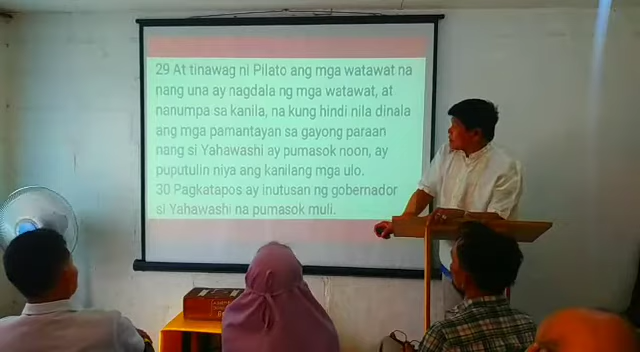 29 At tinawag ni Pilato ang mga watawat na
nang una ay nagdala ng mga watawat, at
nanumpa sa kanila, na kung hindi nila dinala
ang mga pamantayan sa gayong paraan
nang si Yahawashi ay pumasok noon, ay
puputulin niya ang kanilang mga ulo.
30 Pagkatapos ay inutusan ng gobernador
si Yahawashi na pumasok muli.